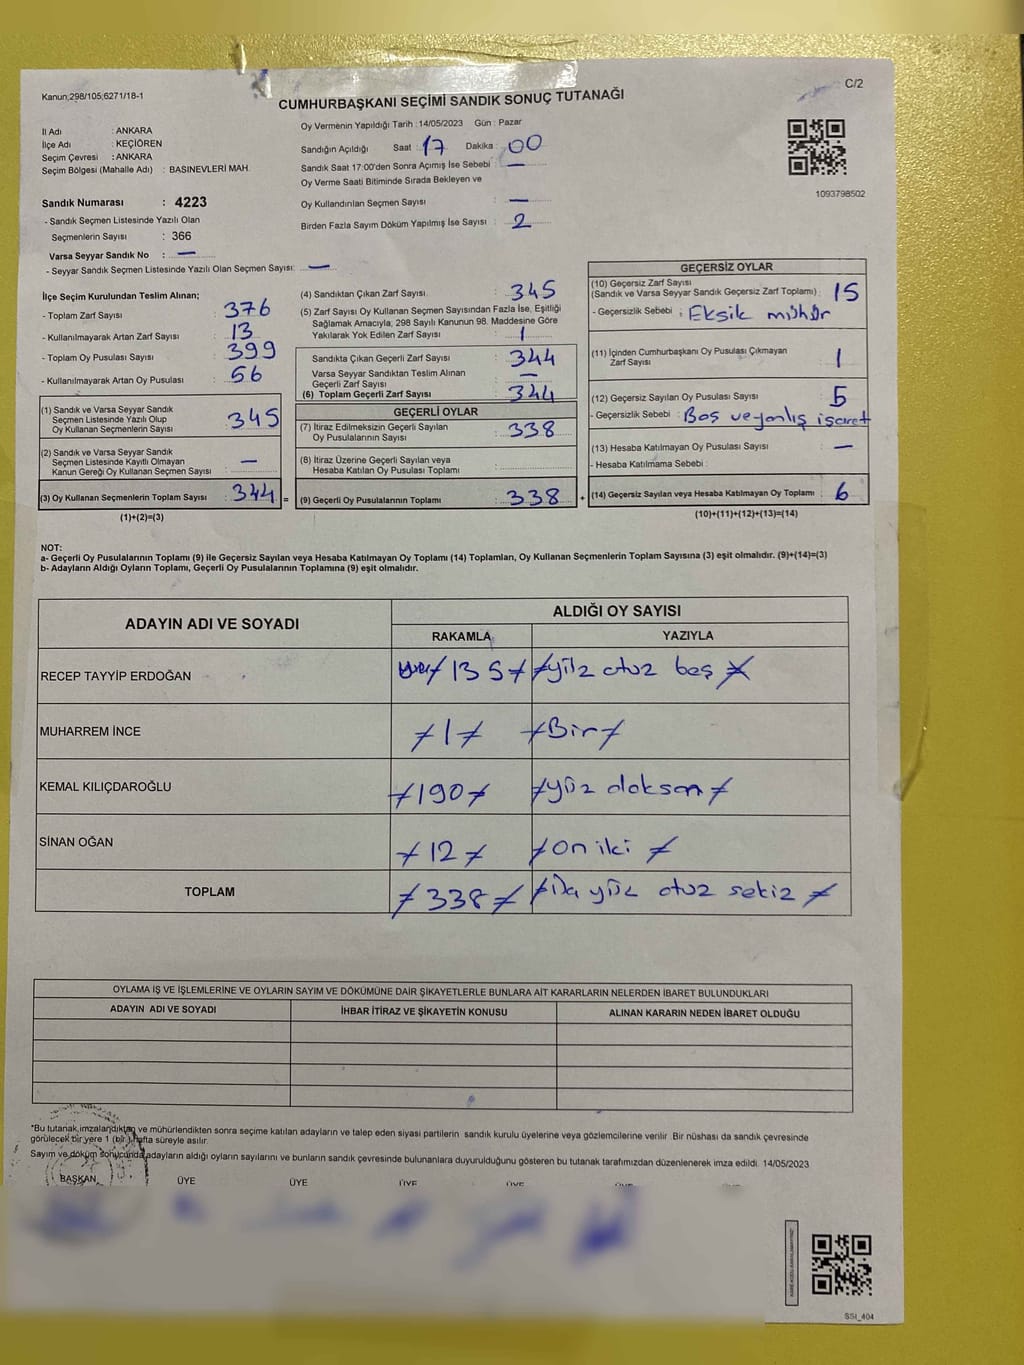 Kanun;298/105;6271/18-1
C/2
CUMHURBAŞKANI SEÇİMİ SANDIK SONUÇ TUTANAĞI
İl Adı : ANKARA
İlçe Adı : KEÇİÖREN
Seçim Çevresi : ANKARA
Seçim Bölgesi (Mahalle Adı) : BASINEVLERİ MAH.
Oy Vermenin Yapıldığı Tarih : 14/05/2023 Gün : Pazar
Sandığın Açıldığı Saat : 17 Dakika : 00
Sandık Saat 17:00'den Sonra Açımış İse Sebebi : —
Oy Verme Saati Bitiminde Sırada Bekleyen ve
Oy Kullandırılan Seçmen Sayısı : —
Birden Fazla Sayım Döküm Yapılmış İse Sayısı : 2
1093798502
Sandık Numarası : 4223
- Sandık Seçmen Listesinde Yazılı Olan
Seçmenlerin Sayısı : 366
Varsa Seyyar Sandık No : —
- Seyyar Sandık Seçmen Listesinde Yazılı Olan Seçmen Sayısı: —
İlçe Seçim Kurulundan Teslim Alınan;
- Toplam Zarf Sayısı : 376
- Kullanılmayarak Artan Zarf Sayısı : 13
- Toplam Oy Pusulası Sayısı : 399
- Kullanılmayarak Artan Oy Pusulası : 56
(1) Sandık ve Varsa Seyyar Sandık
Seçmen Listesinde Yazılı Olup
Oy Kullanan Seçmenlerin Sayısı : 345
(2) Sandık ve Varsa Seyyar Sandık
Seçmen Listesinde Kayıtlı Olmayan
Kanun Gereği Oy Kullanan Seçmen Sayısı : —
(3) Oy Kullanan Seçmenlerin Toplam Sayısı : 344 =
(1)+(2)=(3)
(4) Sandıktan Çıkan Zarf Sayısı : 345
(5) Zarf Sayısı Oy Kullanan Seçmen Sayısından Fazla İse, Eşitliği
Sağlamak Amacıyla, 298 Sayılı Kanunun 98. Maddesine Göre
Yakılarak Yok Edilen Zarf Sayısı : 1
Sandıkta Çıkan Geçerli Zarf Sayısı : 344
Varsa Seyyar Sandıktan Teslim Alınan
Geçerli Zarf Sayısı : —
(6) Toplam Geçerli Zarf Sayısı : 344
GEÇERLİ OYLAR
(7) İtiraz Edilmeksizin Geçerli Sayılan
Oy Pusulalarının Sayısı : 338
(8) İtiraz Üzerine Geçerli Sayılan veya
Hesaba Katılan Oy Pusulası Toplamı :
(9) Geçerli Oy Pusulalarının Toplamı : 338 +
GEÇERSİZ OYLAR
(10) Geçersiz Zarf Sayısı
(Sandık ve Varsa Seyyar Sandık Geçersiz Zarf Toplamı) : 15
- Geçersizlik Sebebi : Eksik mühür
(11) İçinden Cumhurbaşkanı Oy Pusulası Çıkmayan
Zarf Sayısı : 1
(12) Geçersiz Sayılan Oy Pusulası Sayısı : 5
- Geçersizlik Sebebi : Boş ve yanlış işaret
(13) Hesaba Katılmayan Oy Pusulası Sayısı : —
- Hesaba Katılmama Sebebi :
(14) Geçersiz Sayılan veya Hesaba Katılmayan Oy Toplamı : 6
(10)+(11)+(12)+(13)=(14)
NOT:
a- Geçerli Oy Pusulalarının Toplamı (9) ile Geçersiz Sayılan veya Hesaba Katılmayan Oy Toplamı (14) Toplamları, Oy Kullanan Seçmenlerin Toplam Sayısına (3) eşit olmalıdır. (9)+(14)=(3)
b- Adayların Aldığı Oyların Toplamı, Geçerli Oy Pusulalarının Toplamına (9) eşit olmalıdır.
ADAYIN ADI VE SOYADI
ALDIĞI OY SAYISI
RAKAMLA YAZIYLA
RECEP TAYYİP ERDOĞAN 135 yüz otuz beş
MUHARREM İNCE 1 Bir
KEMAL KILIÇDAROĞLU 190 yüz doksan
SİNAN OĞAN 12 on iki
TOPLAM 338 yüz otuz sekiz
OYLAMA İŞ VE İŞLEMLERİNE VE OYLARIN SAYIM VE DÖKÜMÜNE DAİR ŞİKAYETLERLE BUNLARA AİT KARARLARIN NELERDEN İBARET BULUNDUKLARI
ADAYIN ADI VE SOYADI İHBAR İTİRAZ VE ŞİKAYETİN KONUSU ALINAN KARARIN NEDEN İBARET OLDUĞU
*Bu tutanak,imzalandıktan ve mühürlendikten sonra seçime katılan adayların ve talep eden siyasi partilerin sandık kurulu üyelerine veya gözlemcilerine verilir. Bir nüshası da sandık çevresinde
görülecek bir yere 1 (bir) hafta süreyle asılır.
Sayım ve döküm sonucunda adayların aldığı oyların sayılarını ve bunların sandık çevresinde bulunanlara duyurulduğunu gösteren bu tutanak tarafımızdan düzenlenerek imza edildi. 14/05/2023
BAŞKAN ÜYE ÜYE ÜYE ÜYE
SSI_404